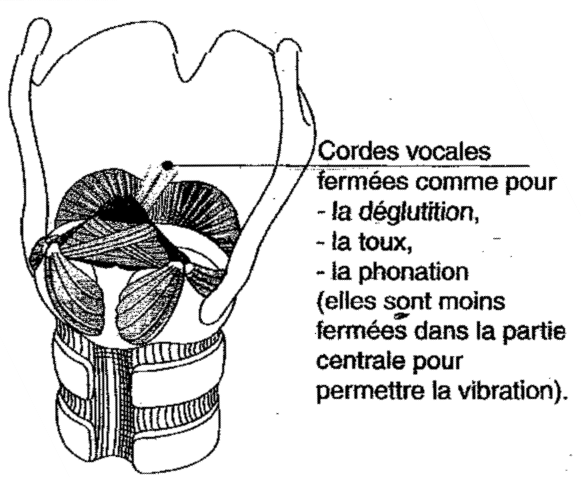 Cordes vocales
fermées comme pour
- la déglutition,
- la toux,
- la phonation
(elles sont moins
fermées dans la partie
centrale pour
permettre la vibration).